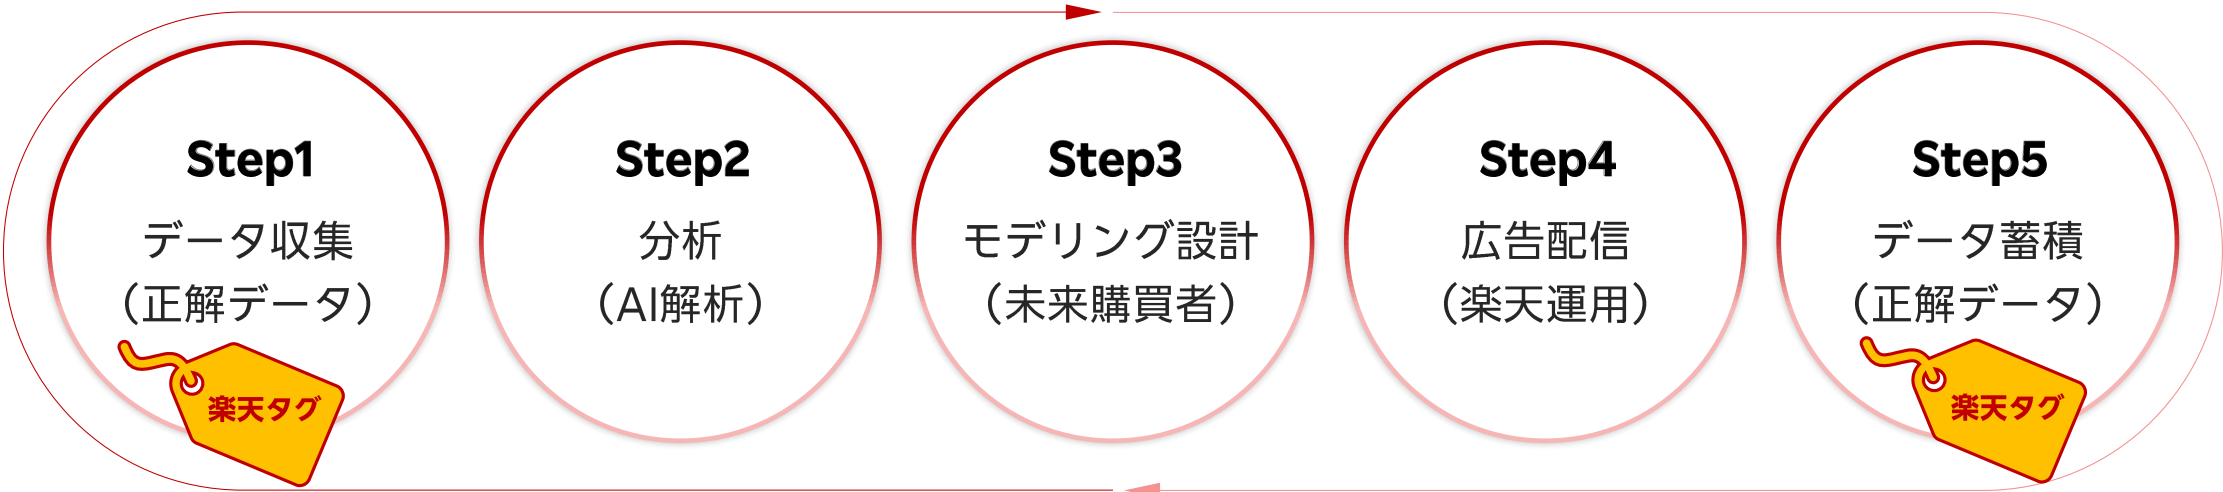 Step1
データ収集
（正解データ）
楽天タグ
Step2
分析
（AI解析）
Step3
モデリング設計
（未来購買者）
Step4
広告配信
（楽天運用）
Step5
データ蓄積
（正解データ）
楽天タグ